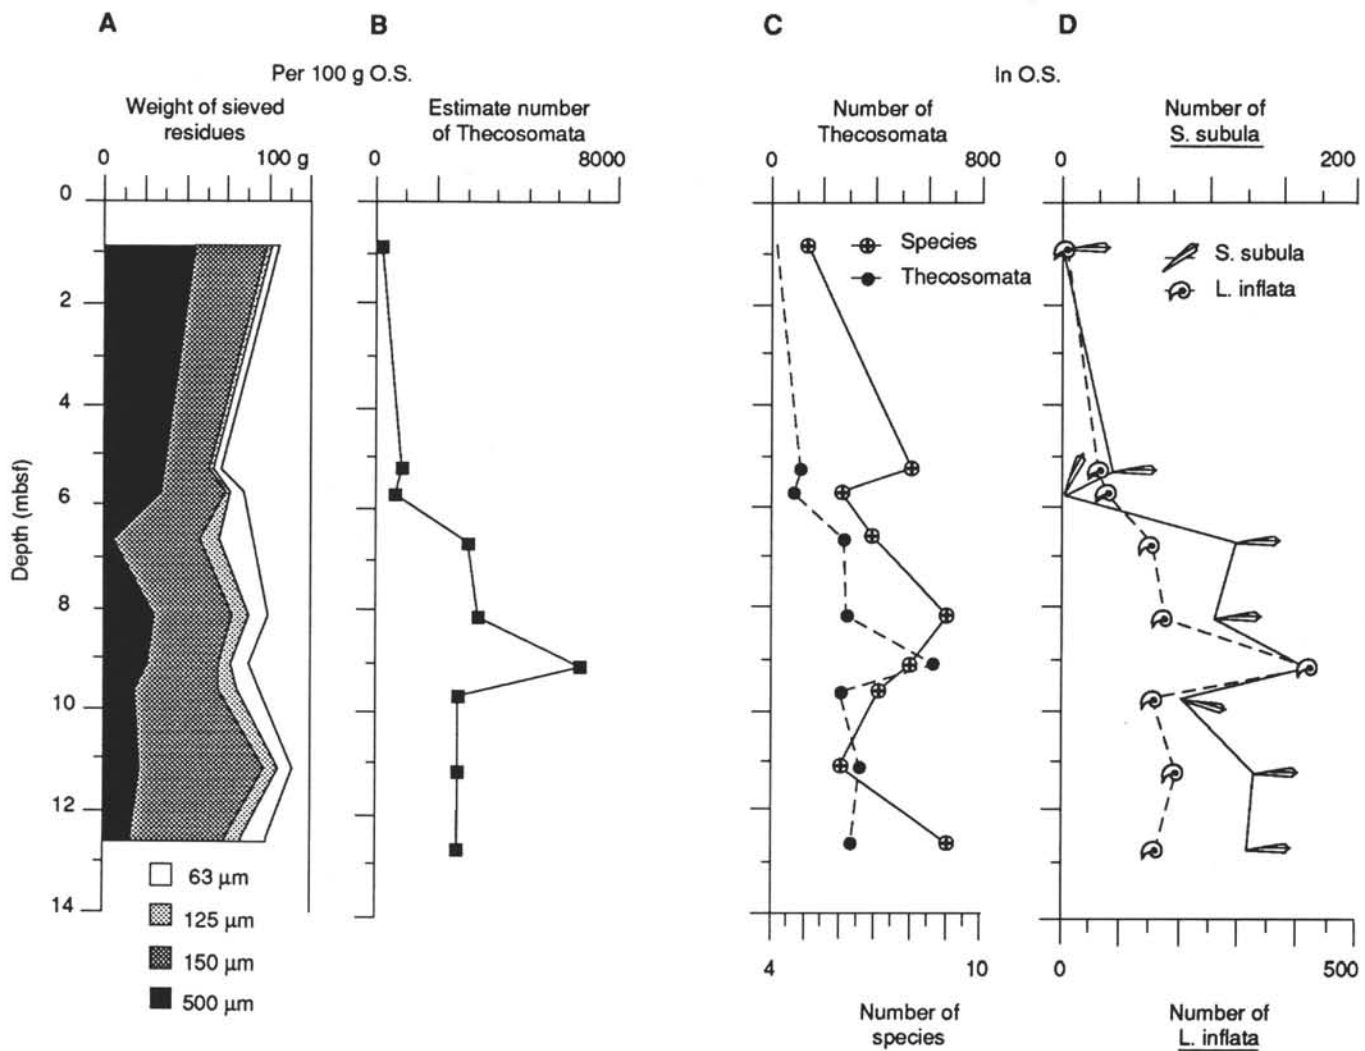 A
B
C
D
Per 100 g O.S.
In O.S.
Weight of sieved
residues
Estimate number
of Thecosomata
Number of
Thecosomata
Number of
S. subula
0
100 g
0
8000
0
800
0
200
0
2
4
6
8
10
12
14
Depth (mbsf)
Species
Thecosomata
S. subula
L. inflata
63 µm
125 µm
150 µm
500 µm
4
10
0
500
Number of
species
Number of
L. inflata